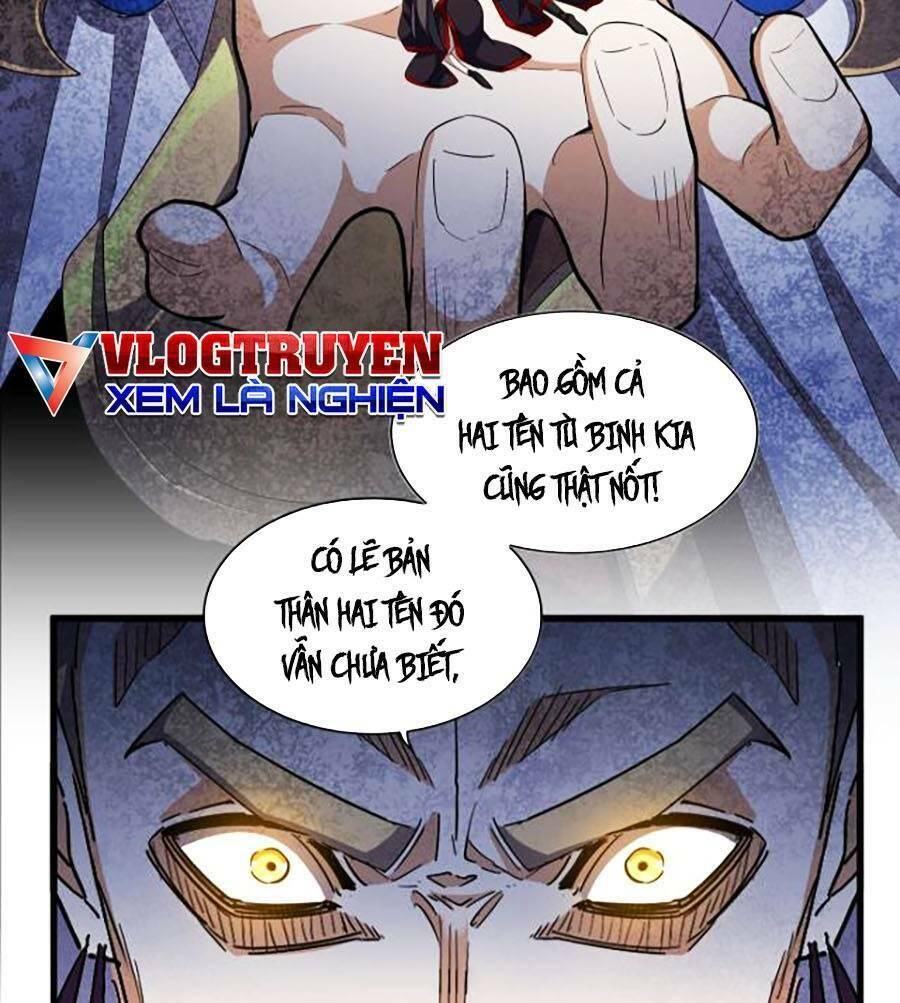 VLOGTRUYEN
XEM LÀ NGHIỆN
BAO GỒM CẢ
HAI TÊN TÙ BINH KIA
CŨNG THẬT NỐT!
CÓ LẼ BẢN
THÂN HAI TÊN ĐÓ
VẪN CHƯA BIẾT,